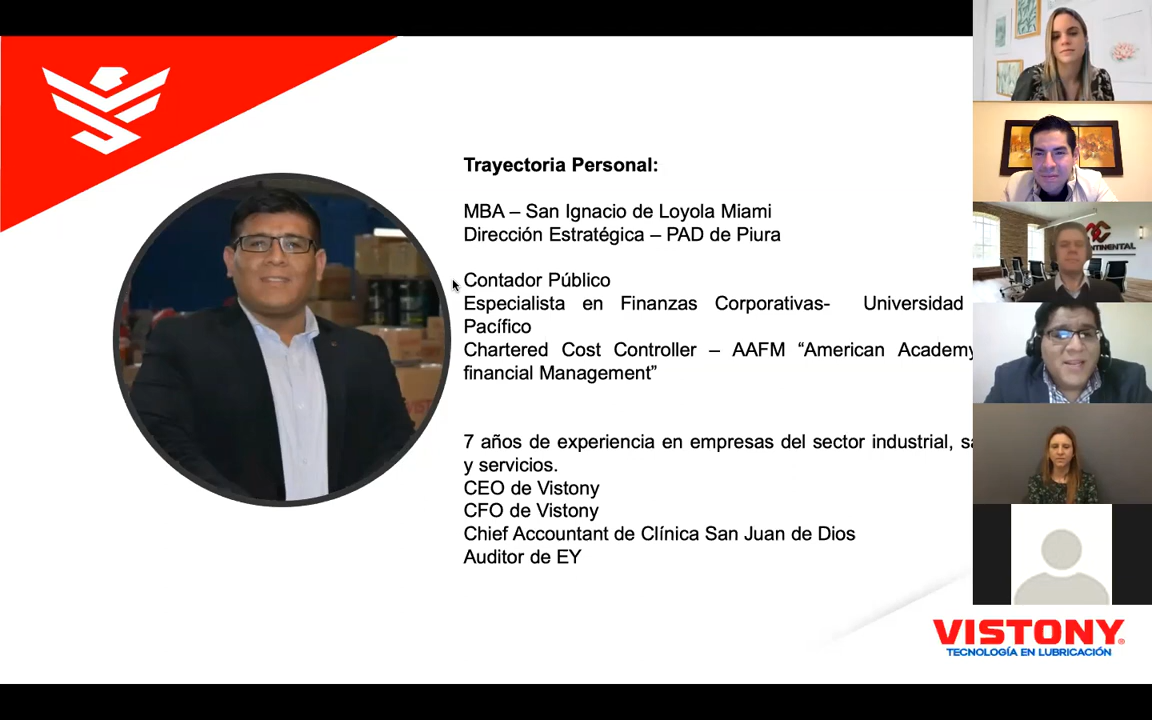 Trayectoria Personal:
MBA – San Ignacio de Loyola Miami
Dirección Estratégica – PAD de Piura
Contador Público
Especialista en Finanzas Corporativas- Universidad
Pacífico
Chartered Cost Controller – AAFM “American Academy
financial Management”
7 años de experiencia en empresas del sector industrial,
y servicios.
CEO de Vistony
CFO de Vistony
Chief Accountant de Clínica San Juan de Dios
Auditor de EY
VISTONY®
TECNOLOGÍA EN LUBRICACIÓN